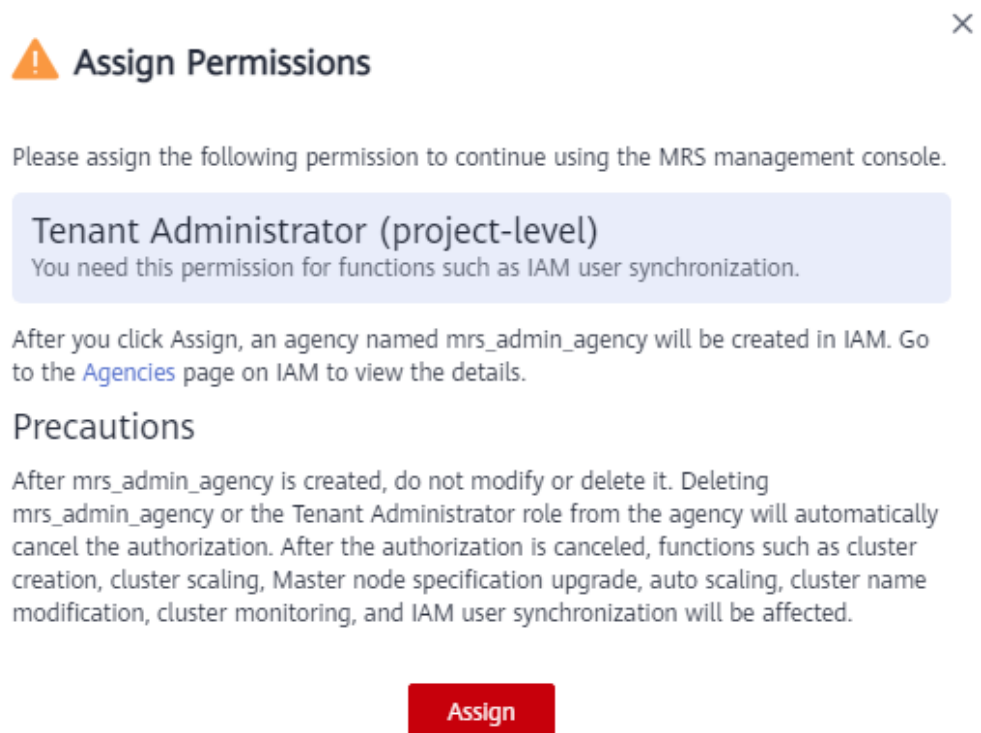 Assign Permissions
Please assign the following permission to continue using the MRS management console.
Tenant Administrator (project-level)
You need this permission for functions such as IAM user synchronization.
After you click Assign, an agency named mrs_admin_agency will be created in IAM. Go
to the Agencies page on IAM to view the details.
Precautions
After mrs_admin_agency is created, do not modify or delete it. Deleting
mrs_admin_agency or the Tenant Administrator role from the agency will automatically
cancel the authorization. After the authorization is canceled, functions such as cluster
creation, cluster scaling, Master node specification upgrade, auto scaling, cluster name
modification, cluster monitoring, and IAM user synchronization will be affected.
Assign